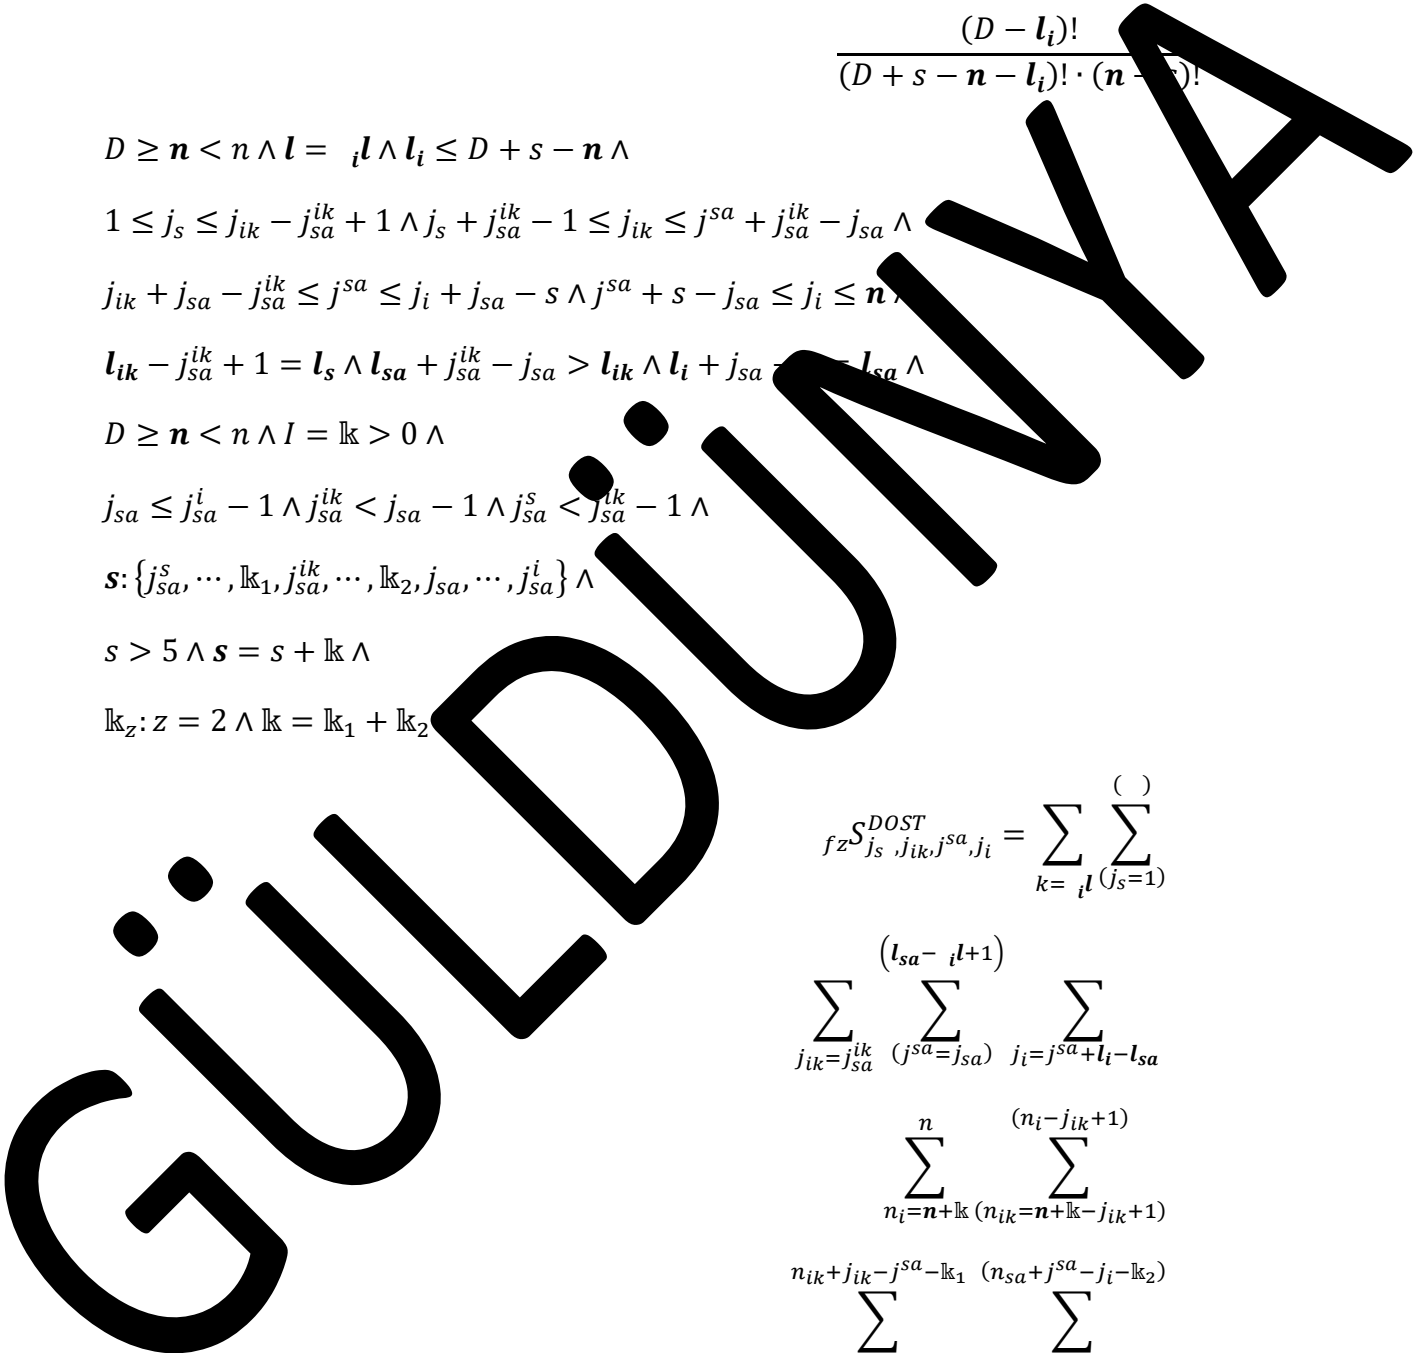 (D − l_i)!
(D + s − n − l_i)! · (n − s)!
D ≥ n < n ∧ l = _i l ∧ l_i ≤ D + s − n ∧
1 ≤ j_s ≤ j_ik − j_sa^ik + 1 ∧ j_s + j_sa^ik − 1 ≤ j_ik ≤ j^sa + j_sa^ik − j_sa ∧
j_ik + j_sa − j_sa^ik ≤ j^sa ≤ j_i + j_sa − s ∧ j^sa + s − j_sa ≤ j_i ≤ n ∧
l_ik − j_sa^ik + 1 = l_s ∧ l_sa + j_sa^ik − j_sa > l_ik ∧ l_i + j_sa − = l_sa ∧
D ≥ n < n ∧ I = 𝕜 > 0 ∧
j_sa ≤ j_sa^i − 1 ∧ j_sa^ik < j_sa − 1 ∧ j_sa^s < j_sa^ik − 1 ∧
s: {j_sa^s, ⋯, 𝕜_1, j_sa^ik, ⋯, 𝕜_2, j_sa, ⋯, j_sa^i} ∧
s > 5 ∧ s = s + 𝕜 ∧
𝕜_z: z = 2 ∧ 𝕜 = 𝕜_1 + 𝕜_2
( )
_fz S_{j_s ,j_ik,j^sa,j_i}^DOST = ∑ ∑
k= _i l (j_s=1)
(l_sa− _i l+1)
∑ ∑ ∑
j_ik=j_sa^ik (j^sa=j_sa) j_i=j^sa+l_i−l_sa
n (n_i−j_ik+1)
∑ ∑
n_i=n+𝕜 (n_ik=n+𝕜−j_ik+1)
n_ik+j_ik−j^sa−𝕜_1 (n_sa+j^sa−j_i−𝕜_2)
∑ ∑
GÜLDÜNYA